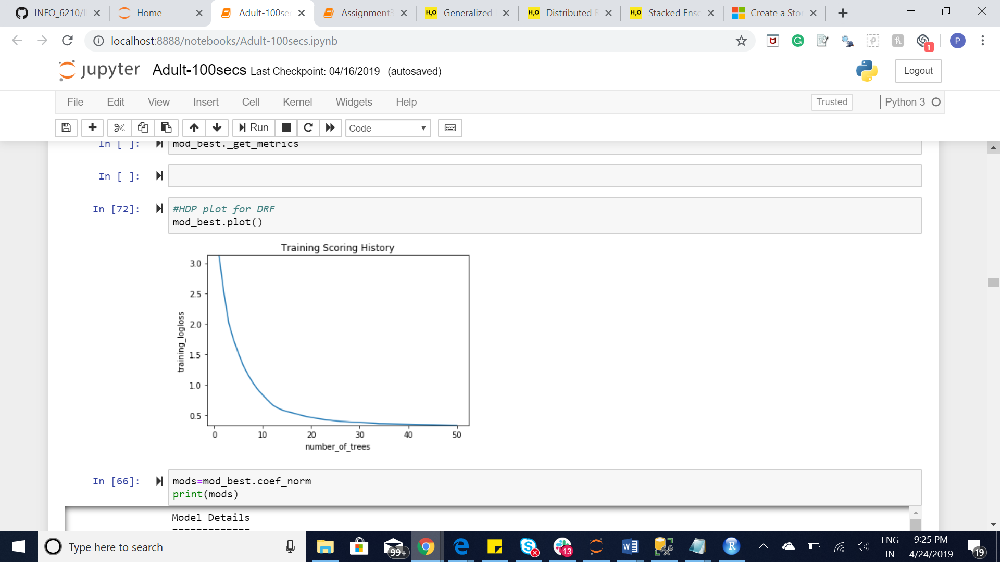 INFO_6210/
Home
Adult-100sec
Assignment3
H2O Generalized
H2O Distributed
H2O Stacked Ense
Create a Stor
localhost:8888/notebooks/Adult-100secs.ipynb
1
P
jupyter Adult-100secs Last Checkpoint: 04/16/2019 (autosaved)
Logout
File Edit View Insert Cell Kernel Widgets Help
Trusted
Python 3
Run
Code
In [ ]: mod_best._get_metrics
In [ ]:
In [72]: #HDP plot for DRF
mod_best.plot()
Training Scoring History
3.0
2.5
2.0
1.5
1.0
0.5
training_logloss
0 10 20 30 40 50
number_of_trees
In [66]: mods=mod_best.coef_norm
print(mods)
Model Details
-------------
Type here to search
99+
13
R
ENG
IN
9:25 PM
4/24/2019
19